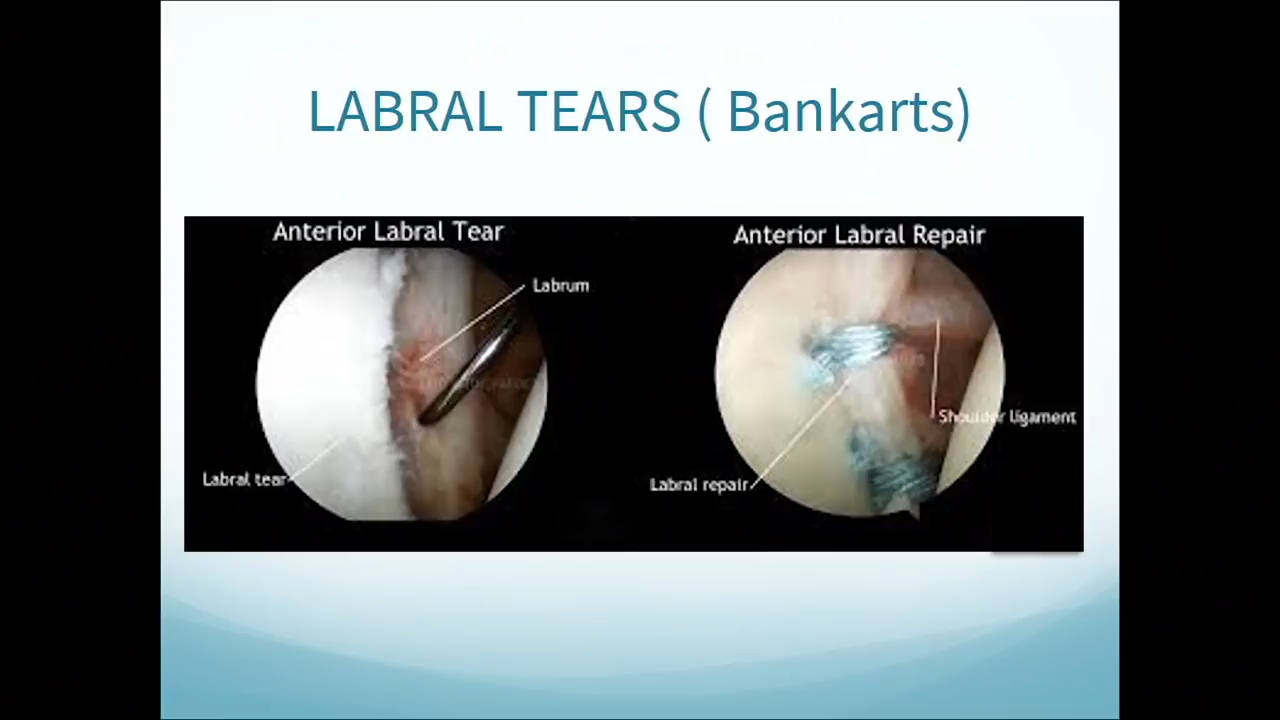 LABRAL TEARS ( Bankarts)
Anterior Labral Tear
Labrum
Labral tear
Anterior Labral Repair
Shoulder ligament
Labral repair